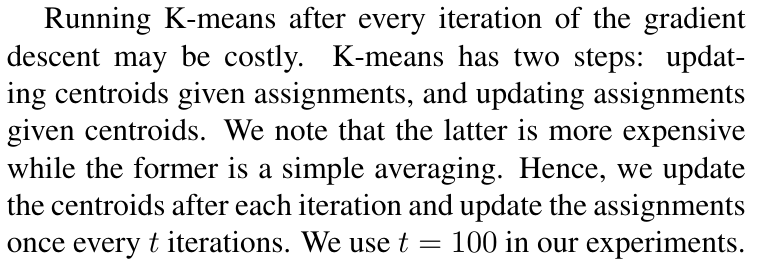 Running K-means after every iteration of the gradient
descent may be costly. K-means has two steps: updat-
ing centroids given assignments, and updating assignments
given centroids. We note that the latter is more expensive
while the former is a simple averaging. Hence, we update
the centroids after each iteration and update the assignments
once every t iterations. We use t = 100 in our experiments.